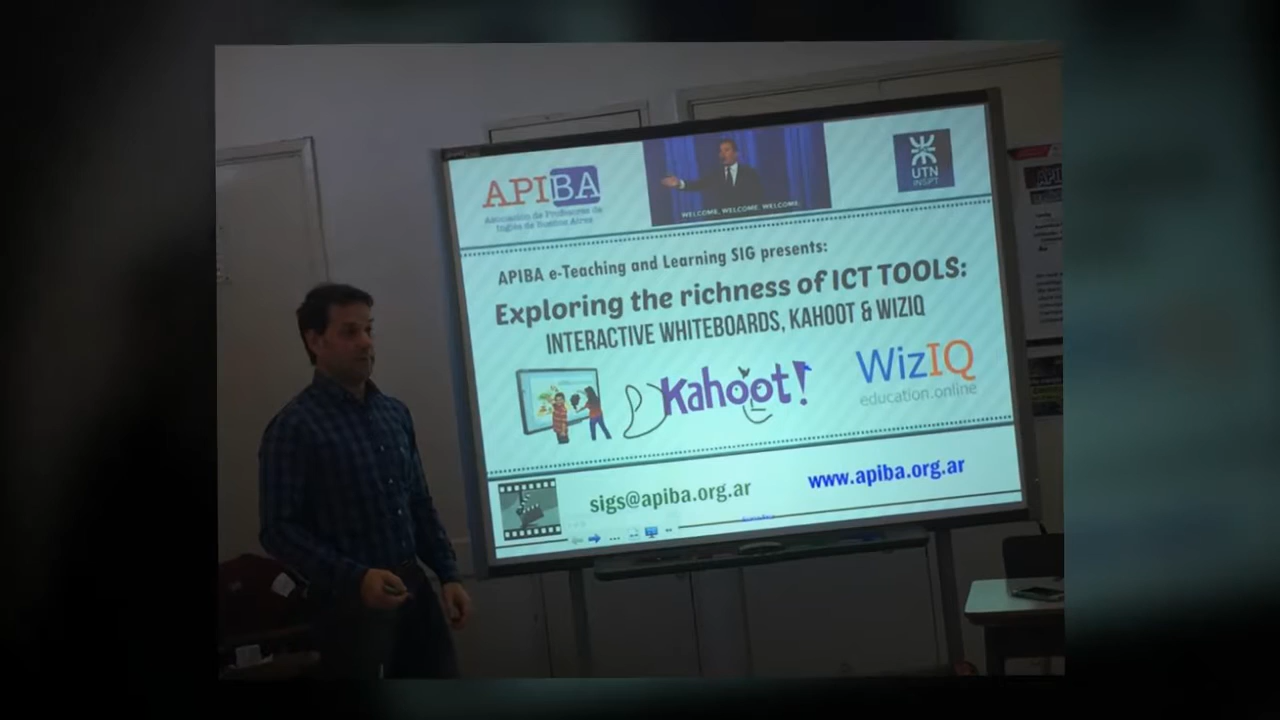 APIBA
Asociación de Profesores de
Inglés de Buenos Aires
WELCOME, WELCOME, WELCOME.
UTN
INSPT
APIBA e-Teaching and Learning SIG presents:
Exploring the richness of ICT TOOLS:
INTERACTIVE WHITEBOARDS, KAHOOT & WIZIQ
Kahoot!
WizIQ
education.online
sigs@apiba.org.ar
www.apiba.org.ar